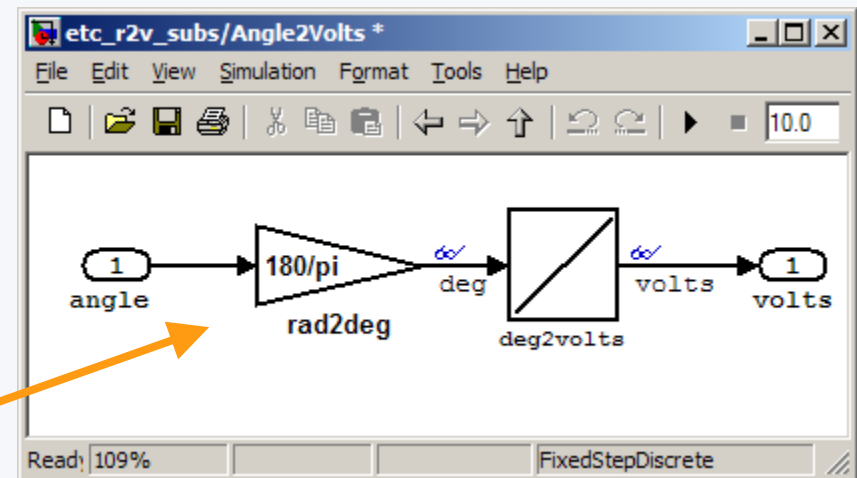 etc_r2v_subs/Angle2Volts *
File Edit View Simulation Format Tools Help
10.0
1
angle
180/pi
rad2deg
deg
deg2volts
volts
1
volts
Ready 109% FixedStepDiscrete